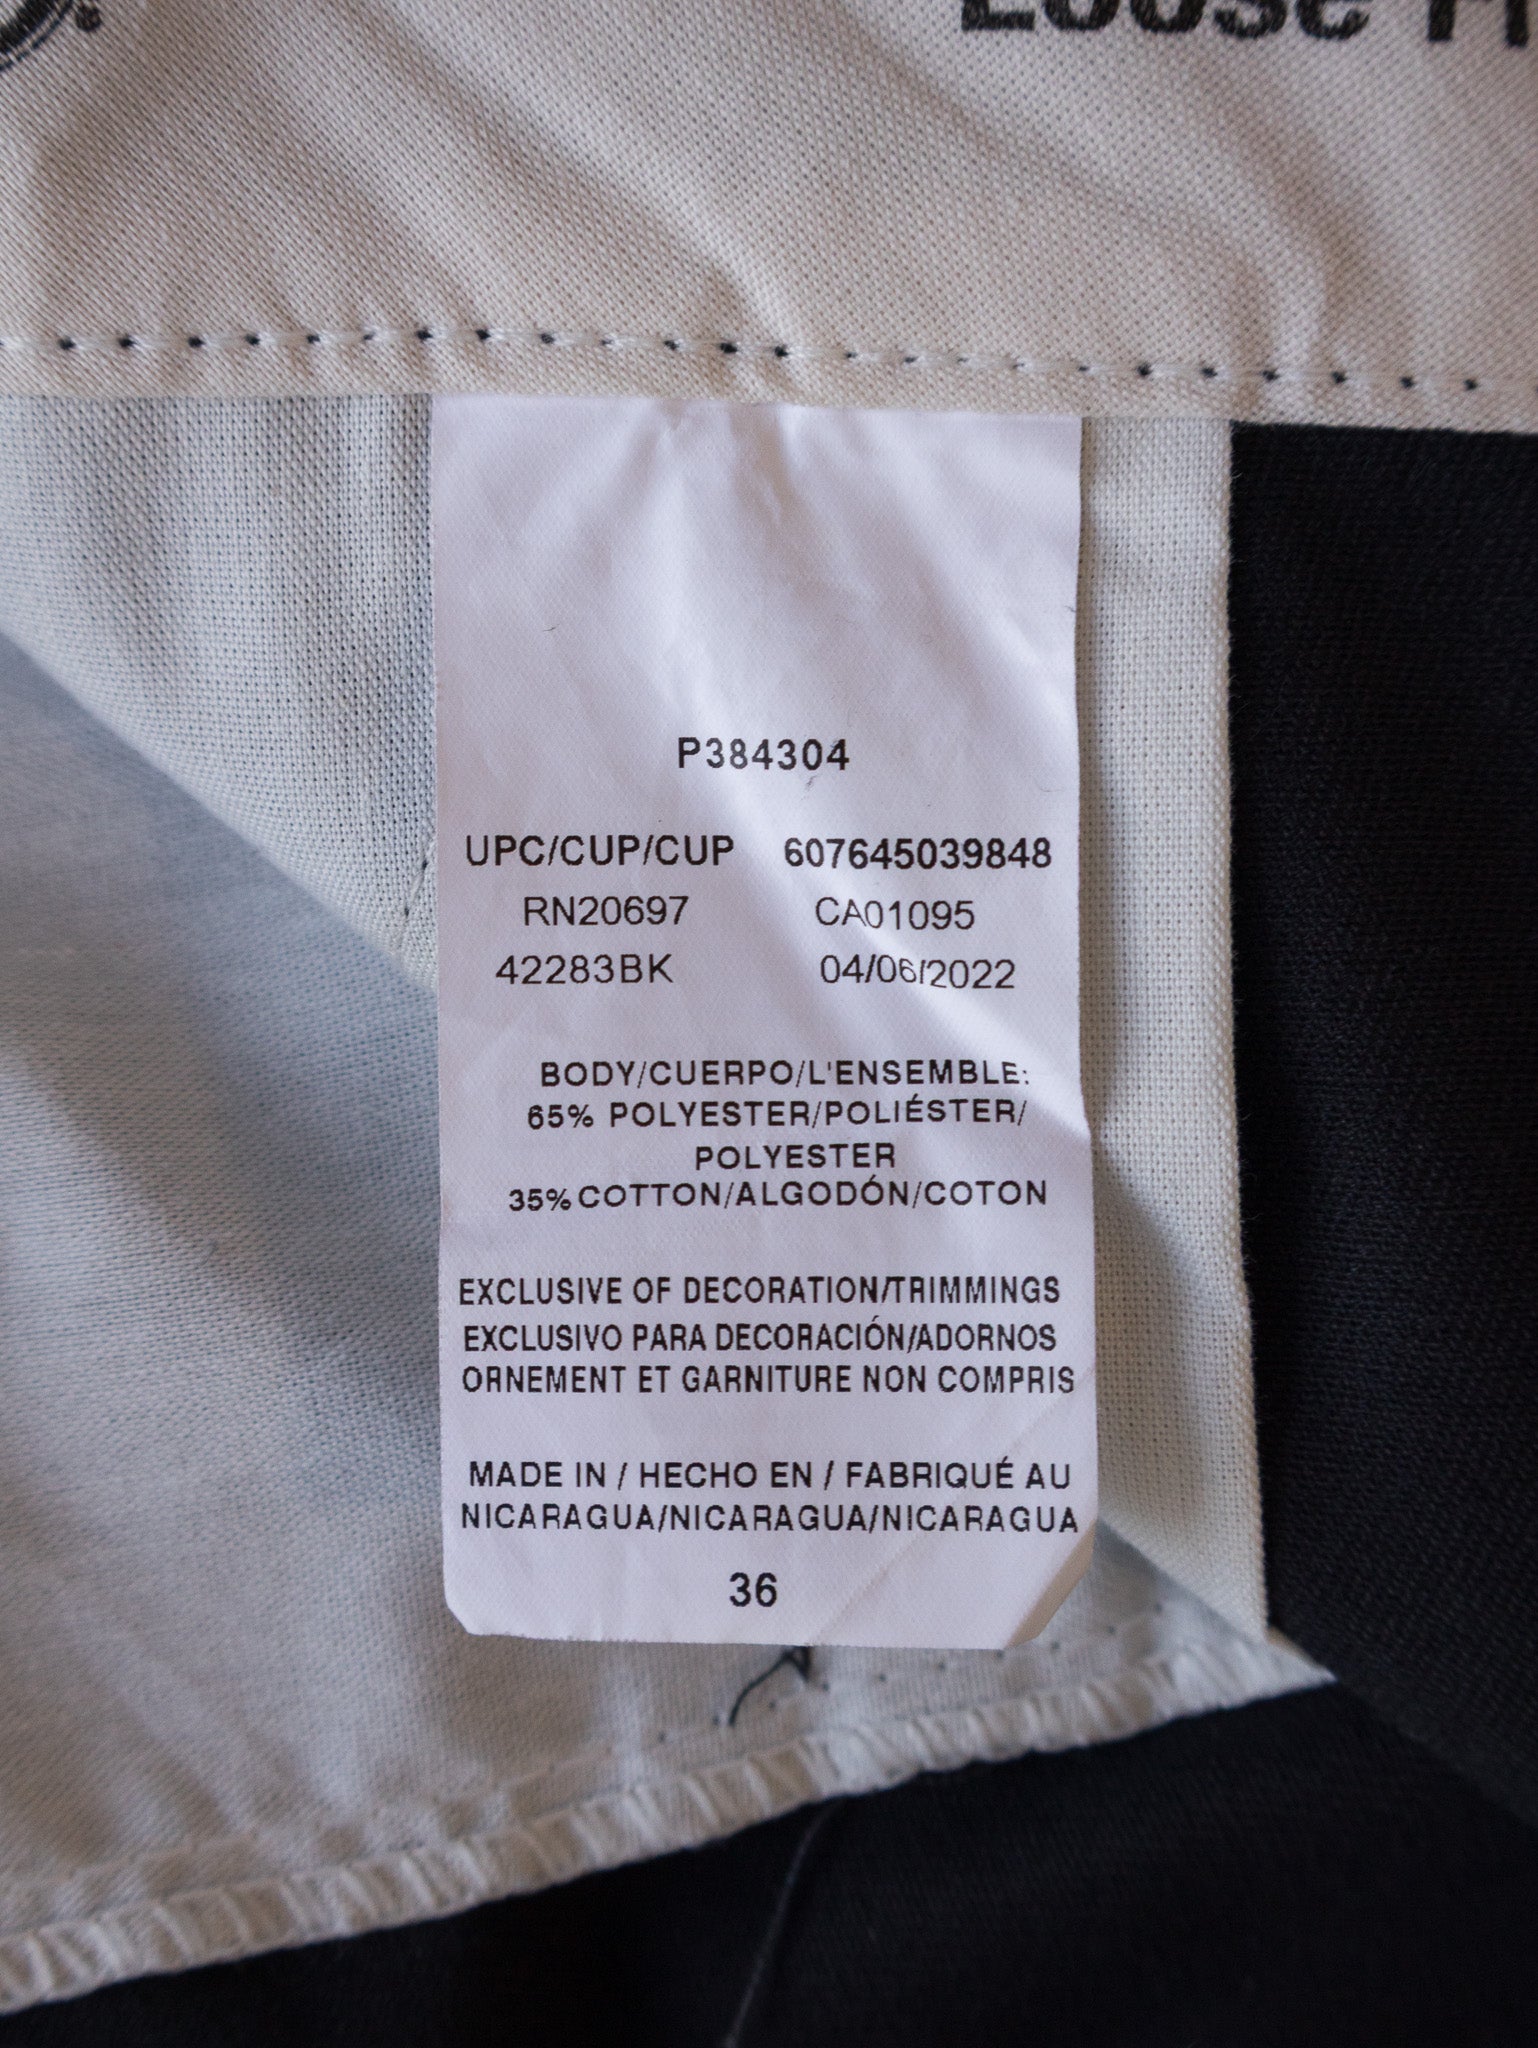 Loose
P384304
UPC/CUP/CUP 607645039848
RN20697 CA01095
42283BK 04/06/2022
BODY/CUERPO/L'ENSEMBLE:
65% POLYESTER/POLIÉSTER/
POLYESTER
35% COTTON/ALGODÓN/COTON
EXCLUSIVE OF DECORATION/TRIMMINGS
EXCLUSIVO PARA DECORACIÓN/ADORNOS
ORNEMENT ET GARNITURE NON COMPRIS
MADE IN / HECHO EN / FABRIQUÉ AU
NICARAGUA/NICARAGUA/NICARAGUA
36